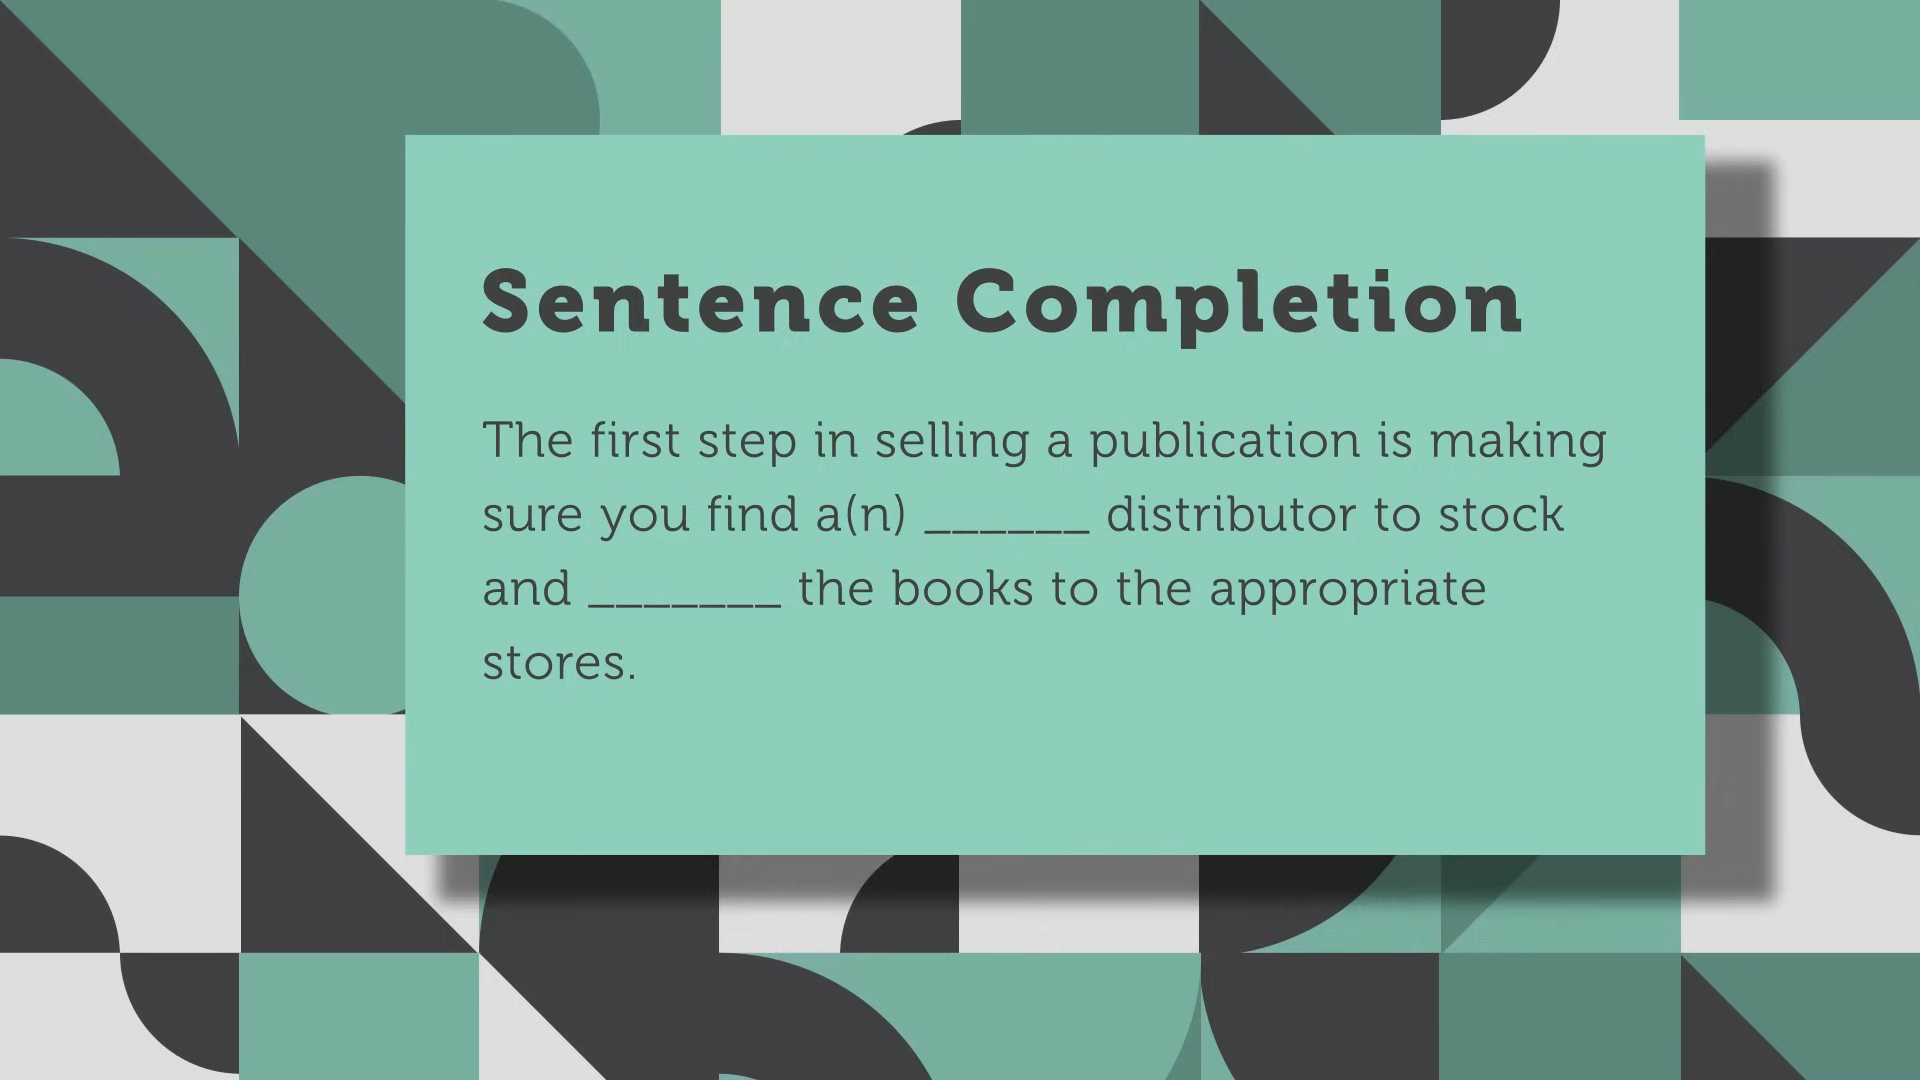 Sentence Completion
The first step in selling a publication is making
sure you find a(n) ______ distributor to stock
and _______ the books to the appropriate
stores.